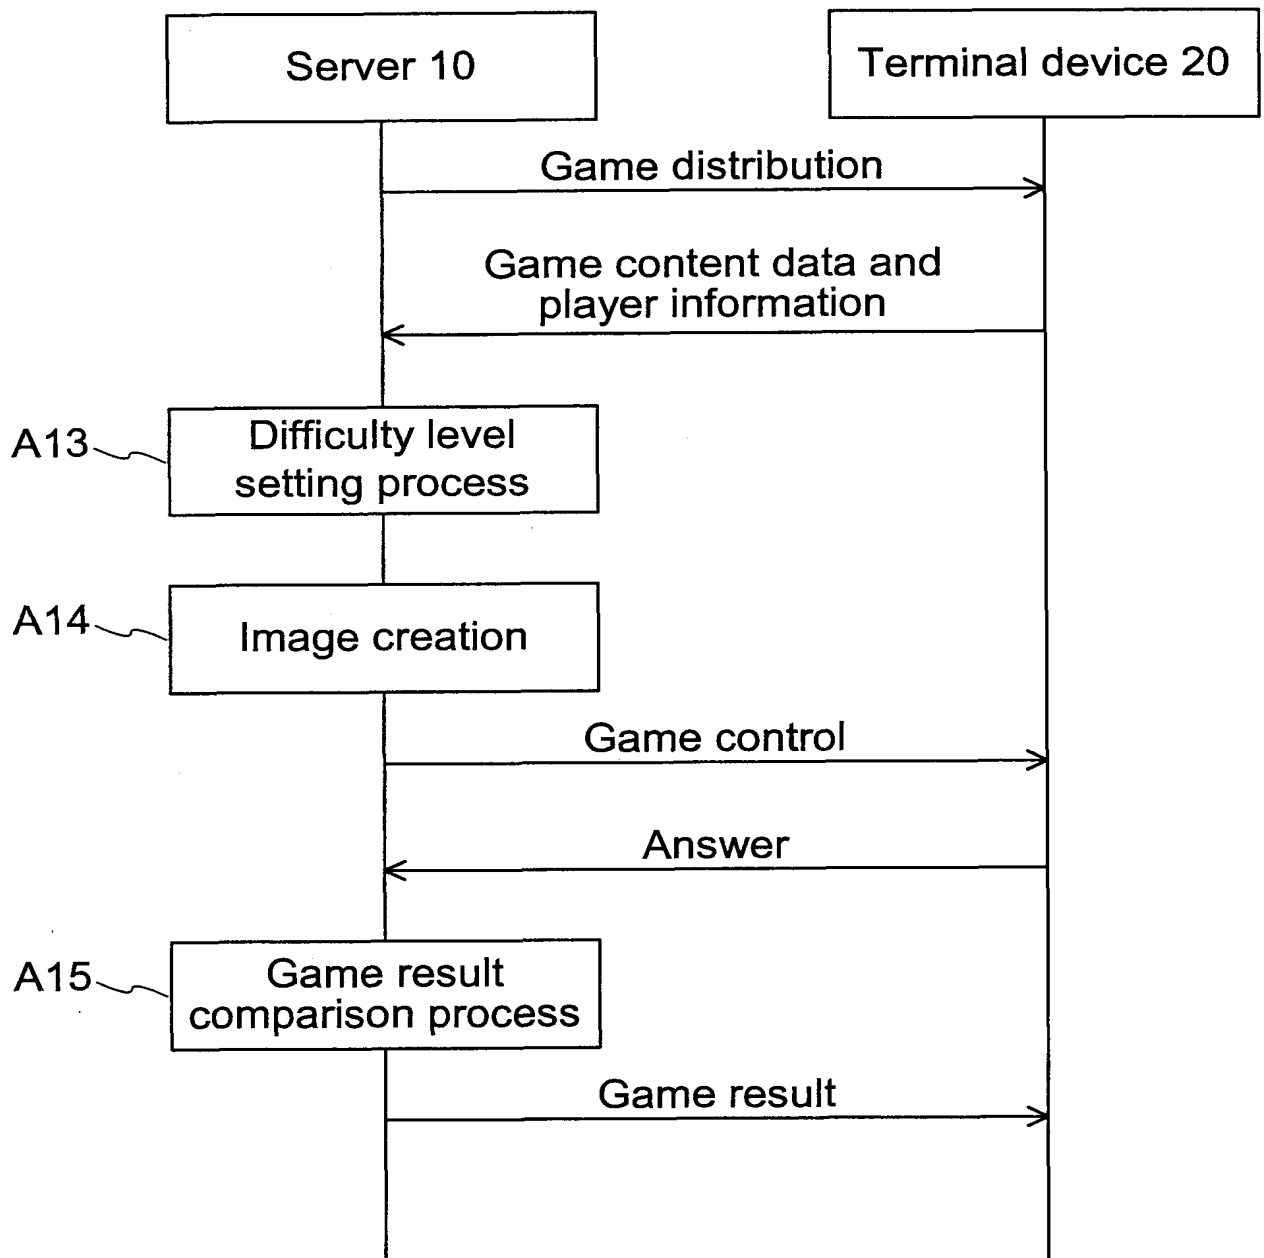 Server 10
Terminal device 20
Game distribution
Game content data and
player information
A13
Difficulty level
setting process
A14
Image creation
Game control
Answer
A15
Game result
comparison process
Game result